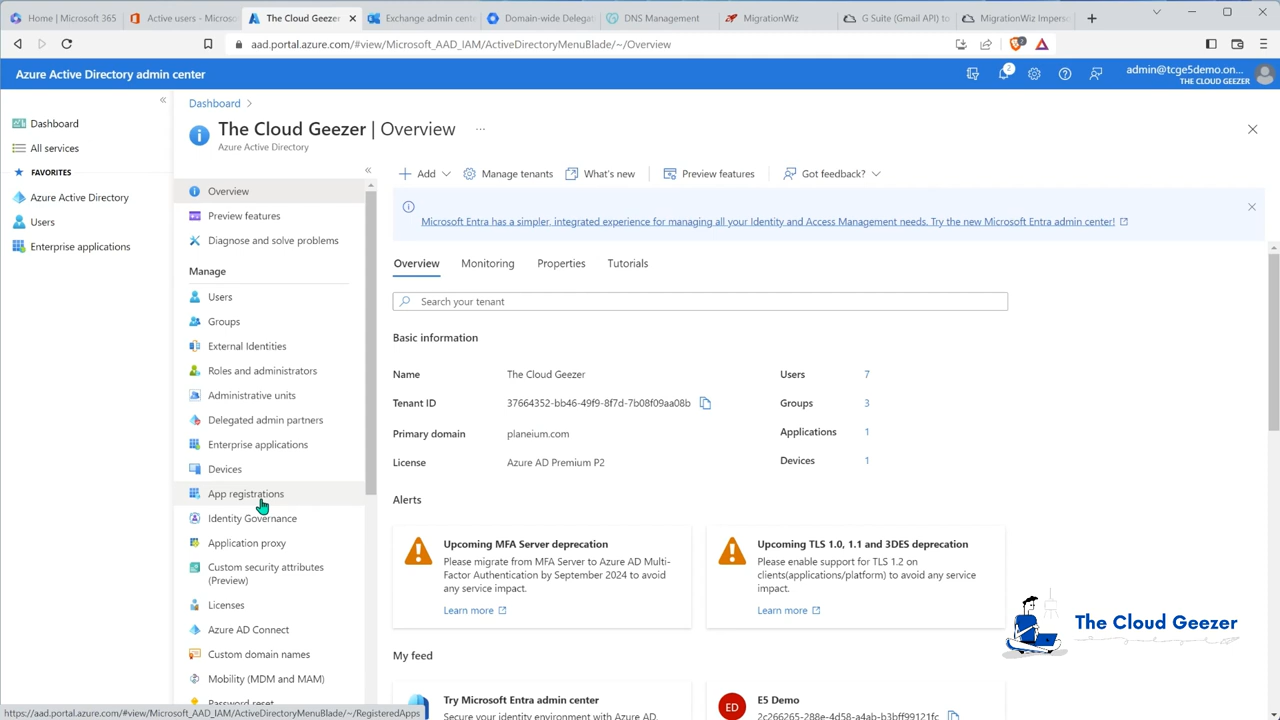 Home | Microsoft 365
Active users - Microso
The Cloud Geezer
Exchange admin cente
Domain-wide Delegat
DNS Management
MigrationWiz
G Suite (Gmail API) to
MigrationWiz Impers
aad.portal.azure.com/#view/Microsoft_AAD_IAM/ActiveDirectoryMenuBlade/~/Overview
2
Azure Active Directory admin center
2
admin@tcge5demo.on...
THE CLOUD GEEZER
Dashboard
All services
FAVORITES
Azure Active Directory
Users
Enterprise applications
Dashboard >
The Cloud Geezer | Overview ...
Azure Active Directory
Overview
Preview features
Diagnose and solve problems
Manage
Users
Groups
External Identities
Roles and administrators
Administrative units
Delegated admin partners
Enterprise applications
Devices
App registrations
Identity Governance
Application proxy
Custom security attributes
(Preview)
Licenses
Azure AD Connect
Custom domain names
Mobility (MDM and MAM)
Password reset
Add
Manage tenants
What's new
Preview features
Got feedback?
Microsoft Entra has a simpler, integrated experience for managing all your Identity and Access Management needs. Try the new Microsoft Entra admin center!
Overview
Monitoring
Properties
Tutorials
Search your tenant
Basic information
Name The Cloud Geezer
Users 7
Tenant ID 37664352-bb46-49f9-8f7d-7b08f09aa08b
Groups 3
Primary domain planeium.com
Applications 1
License Azure AD Premium P2
Devices 1
Alerts
Upcoming MFA Server deprecation
Please migrate from MFA Server to Azure AD Multi-
Factor Authentication by September 2024 to avoid
any service impact.
Learn more
Upcoming TLS 1.0, 1.1 and 3DES deprecation
Please enable support for TLS 1.2 on
clients(applications/platform) to avoid any service
impact.
Learn more
The Cloud Geezer
My feed
Try Microsoft Entra admin center
Secure your identity environment with Azure AD,
ED
E5 Demo
2c266265-288e-4d58-a4ab-b3bff99121fc
https://aad.portal.azure.com/#view/Microsoft_AAD_IAM/ActiveDirectoryMenuBlade/~/RegisteredApps